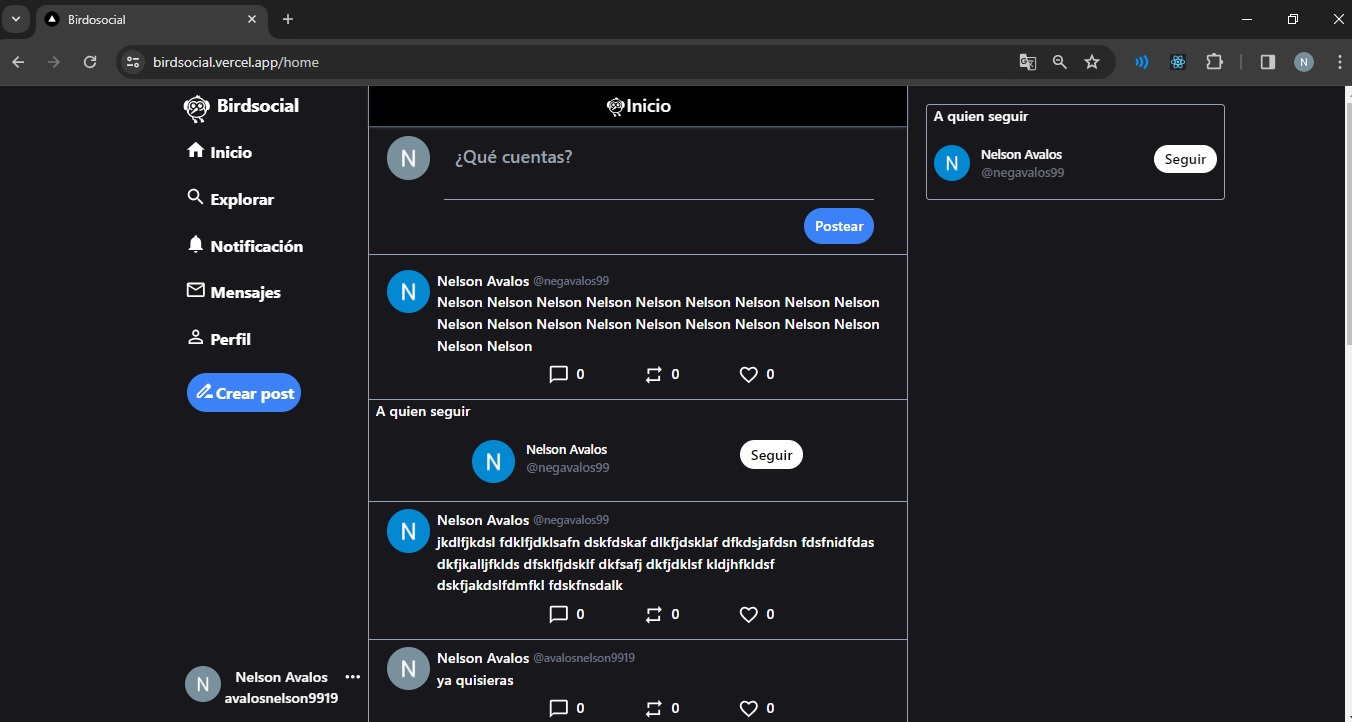 Birdosocial
birdsocial.vercel.app/home
N
Birdsocial
Inicio
Explorar
Notificación
Mensajes
Perfil
Crear post
N
Nelson Avalos
avalosnelson9919
Inicio
N
¿Qué cuentas?
Postear
N
Nelson Avalos @negavalos99
Nelson Nelson Nelson Nelson Nelson Nelson Nelson Nelson Nelson
Nelson Nelson Nelson Nelson Nelson Nelson Nelson Nelson Nelson
Nelson Nelson
0 0 0
A quien seguir
N
Nelson Avalos
@negavalos99
Seguir
N
Nelson Avalos @negavalos99
jkdlfjkdsl fdklfjdklsafn dskfdskaf dlkfjdsklaf dfkdsjafdsn fdsfnidfdas
dkfjkalljfklds dfsklfjdsklf dkfsafj dkfjdklsf kldjhfkldsf
dskfjakdslfdmfkl fdskfnsdalk
0 0 0
N
Nelson Avalos @avalosnelson9919
ya quisieras
0 0 0
A quien seguir
N
Nelson Avalos
@negavalos99
Seguir